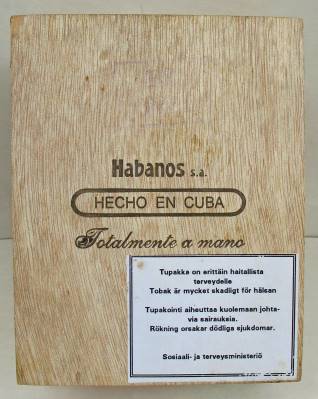 Habanos s.a.
HECHO EN CUBA
Totalmente a mano
Tupakka on erittäin haitallista
terveydelle
Tobak är mycket skadligt för hälsan
Tupakointi aiheuttaa kuolemaan johta-
via sairauksia.
Rökning orsakar dödliga sjukdomar.
Sosiaali- ja terveysministeriö